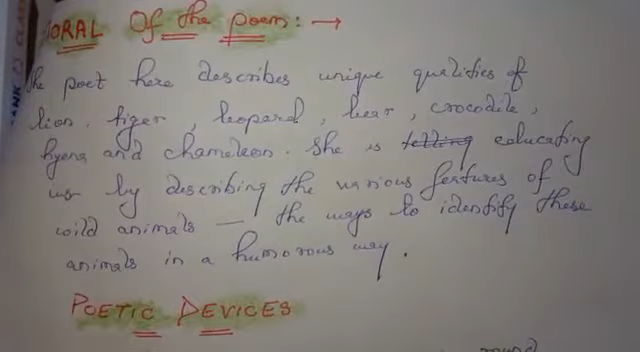 MORAL Of the Poem: →
The poet here describes unique qualities of
lion, tiger, leopard, bear, crocodile,
hyena and chameleon. She is telling educating
us by describing the various features of
wild animals — the ways to identify these
animals in a humorous way.
POETIC DEVICES